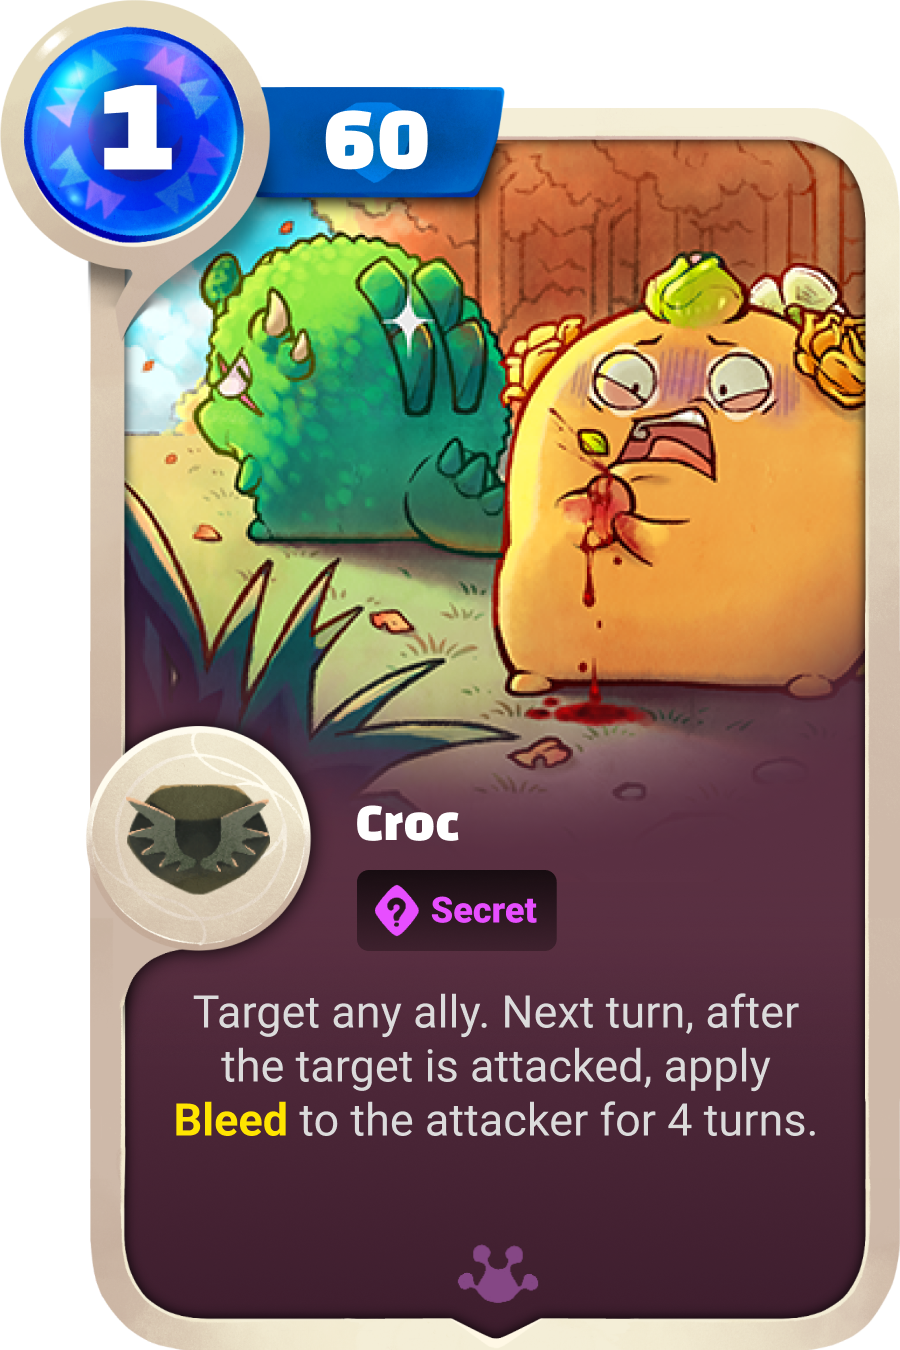 1
60
Croc
? Secret
Target any ally. Next turn, after
the target is attacked, apply
Bleed to the attacker for 4 turns.